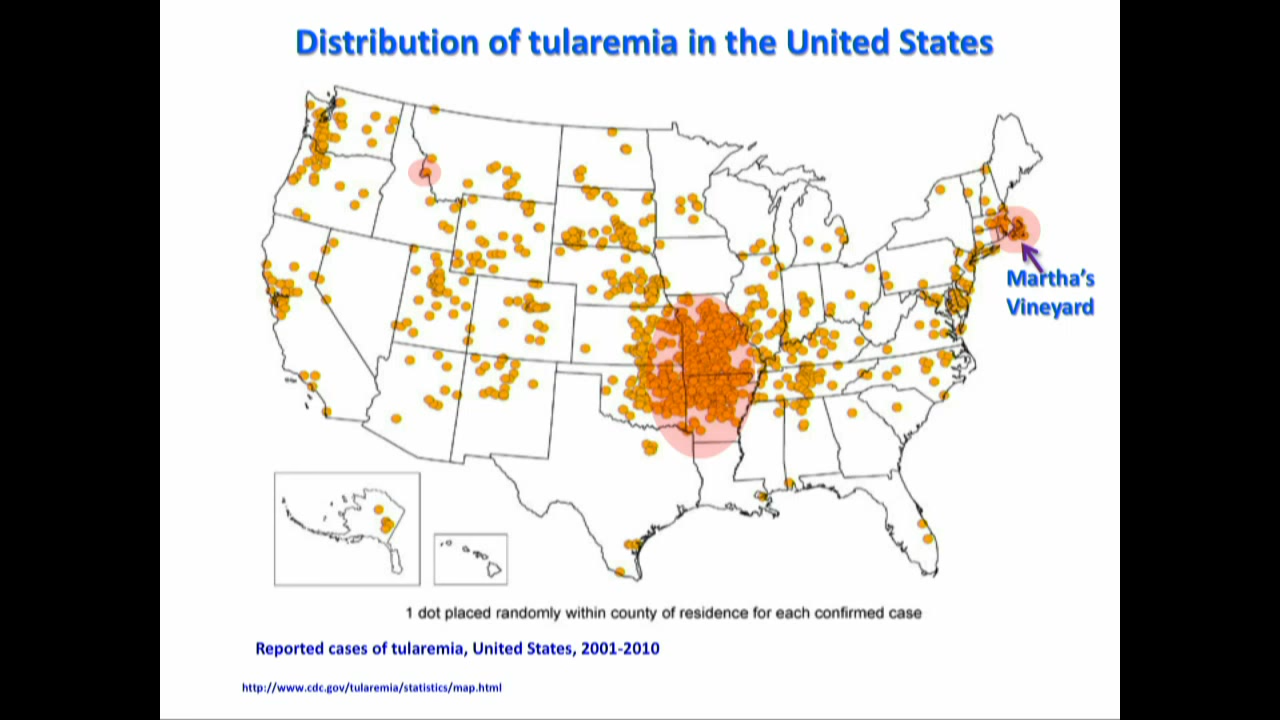 Distribution of tularemia in the United States
Martha's
Vineyard
1 dot placed randomly within county of residence for each confirmed case
Reported cases of tularemia, United States, 2001-2010
http://www.cdc.gov/tularemia/statistics/map.html